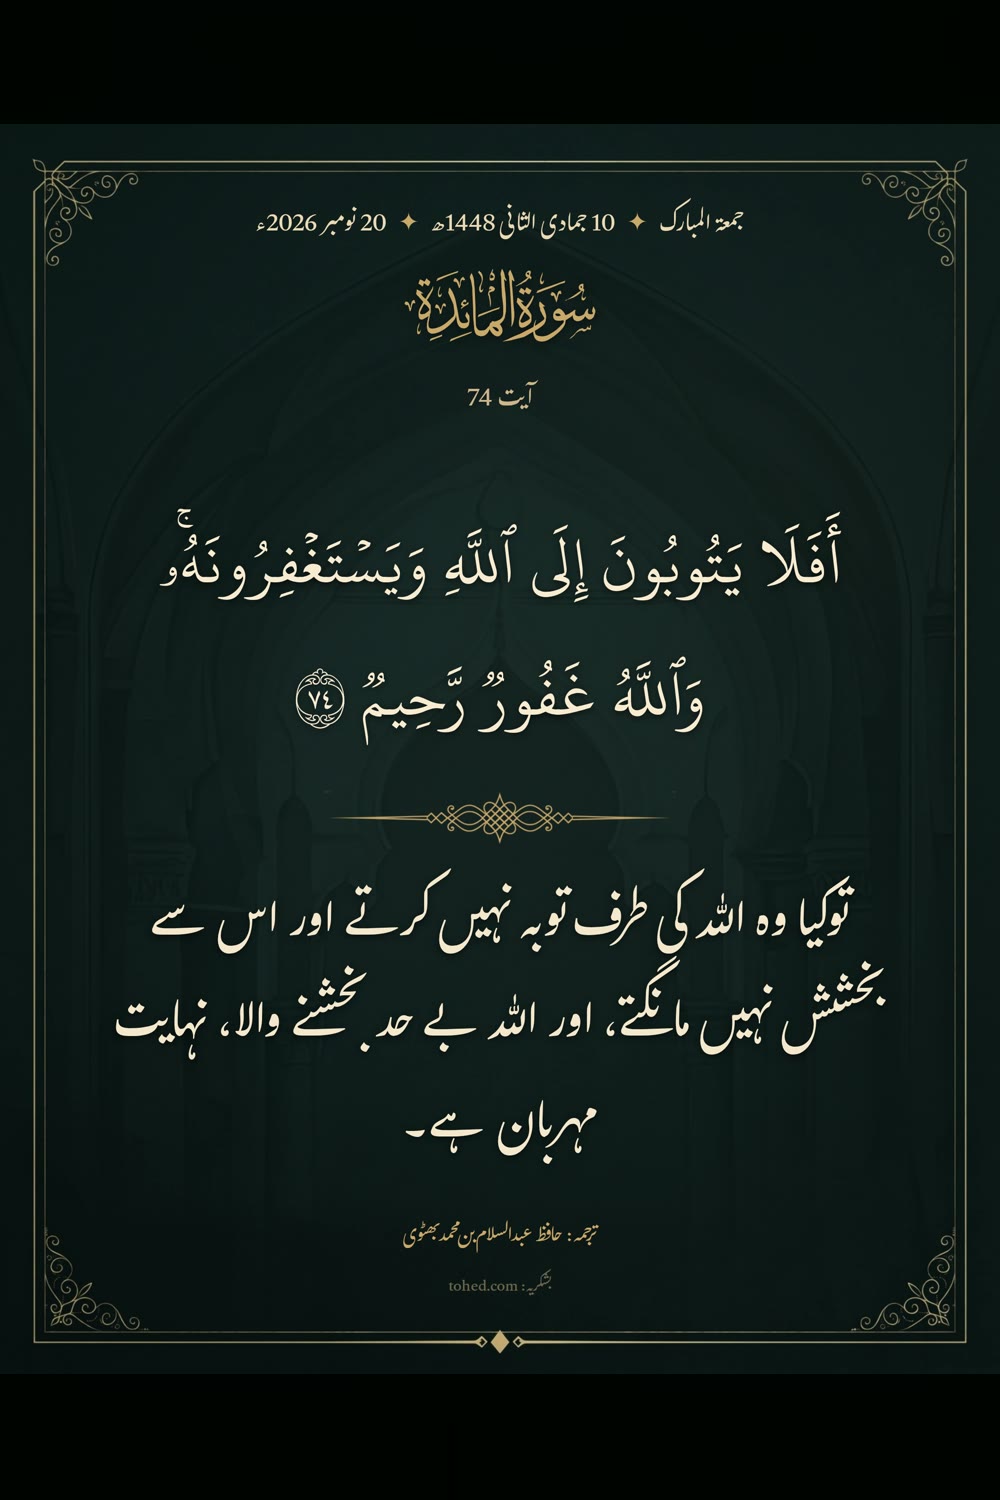 جمعۃ المبارک ✦ 10 جمادی الثانی 1448ھ ✦ 20 نومبر 2026ء
سُورَةُ الْمَائِدَةِ
آیت 74
أَفَلَا يَتُوبُونَ إِلَى ٱللَّهِ وَيَسْتَغْفِرُونَهُۥ ۚ
وَٱللَّهُ غَفُورٌ رَّحِيمٌ ٧٤
توکیا وہ اللہ کی طرف توبہ نہیں کرتے اور اس سے
بخشش نہیں مانگتے، اور اللہ بے حد بخشنے والا، نہایت
مہربان ہے۔
ترجمہ: حافظ عبدالسلام بن محمد بھٹوی
بشکریہ: tohed.com